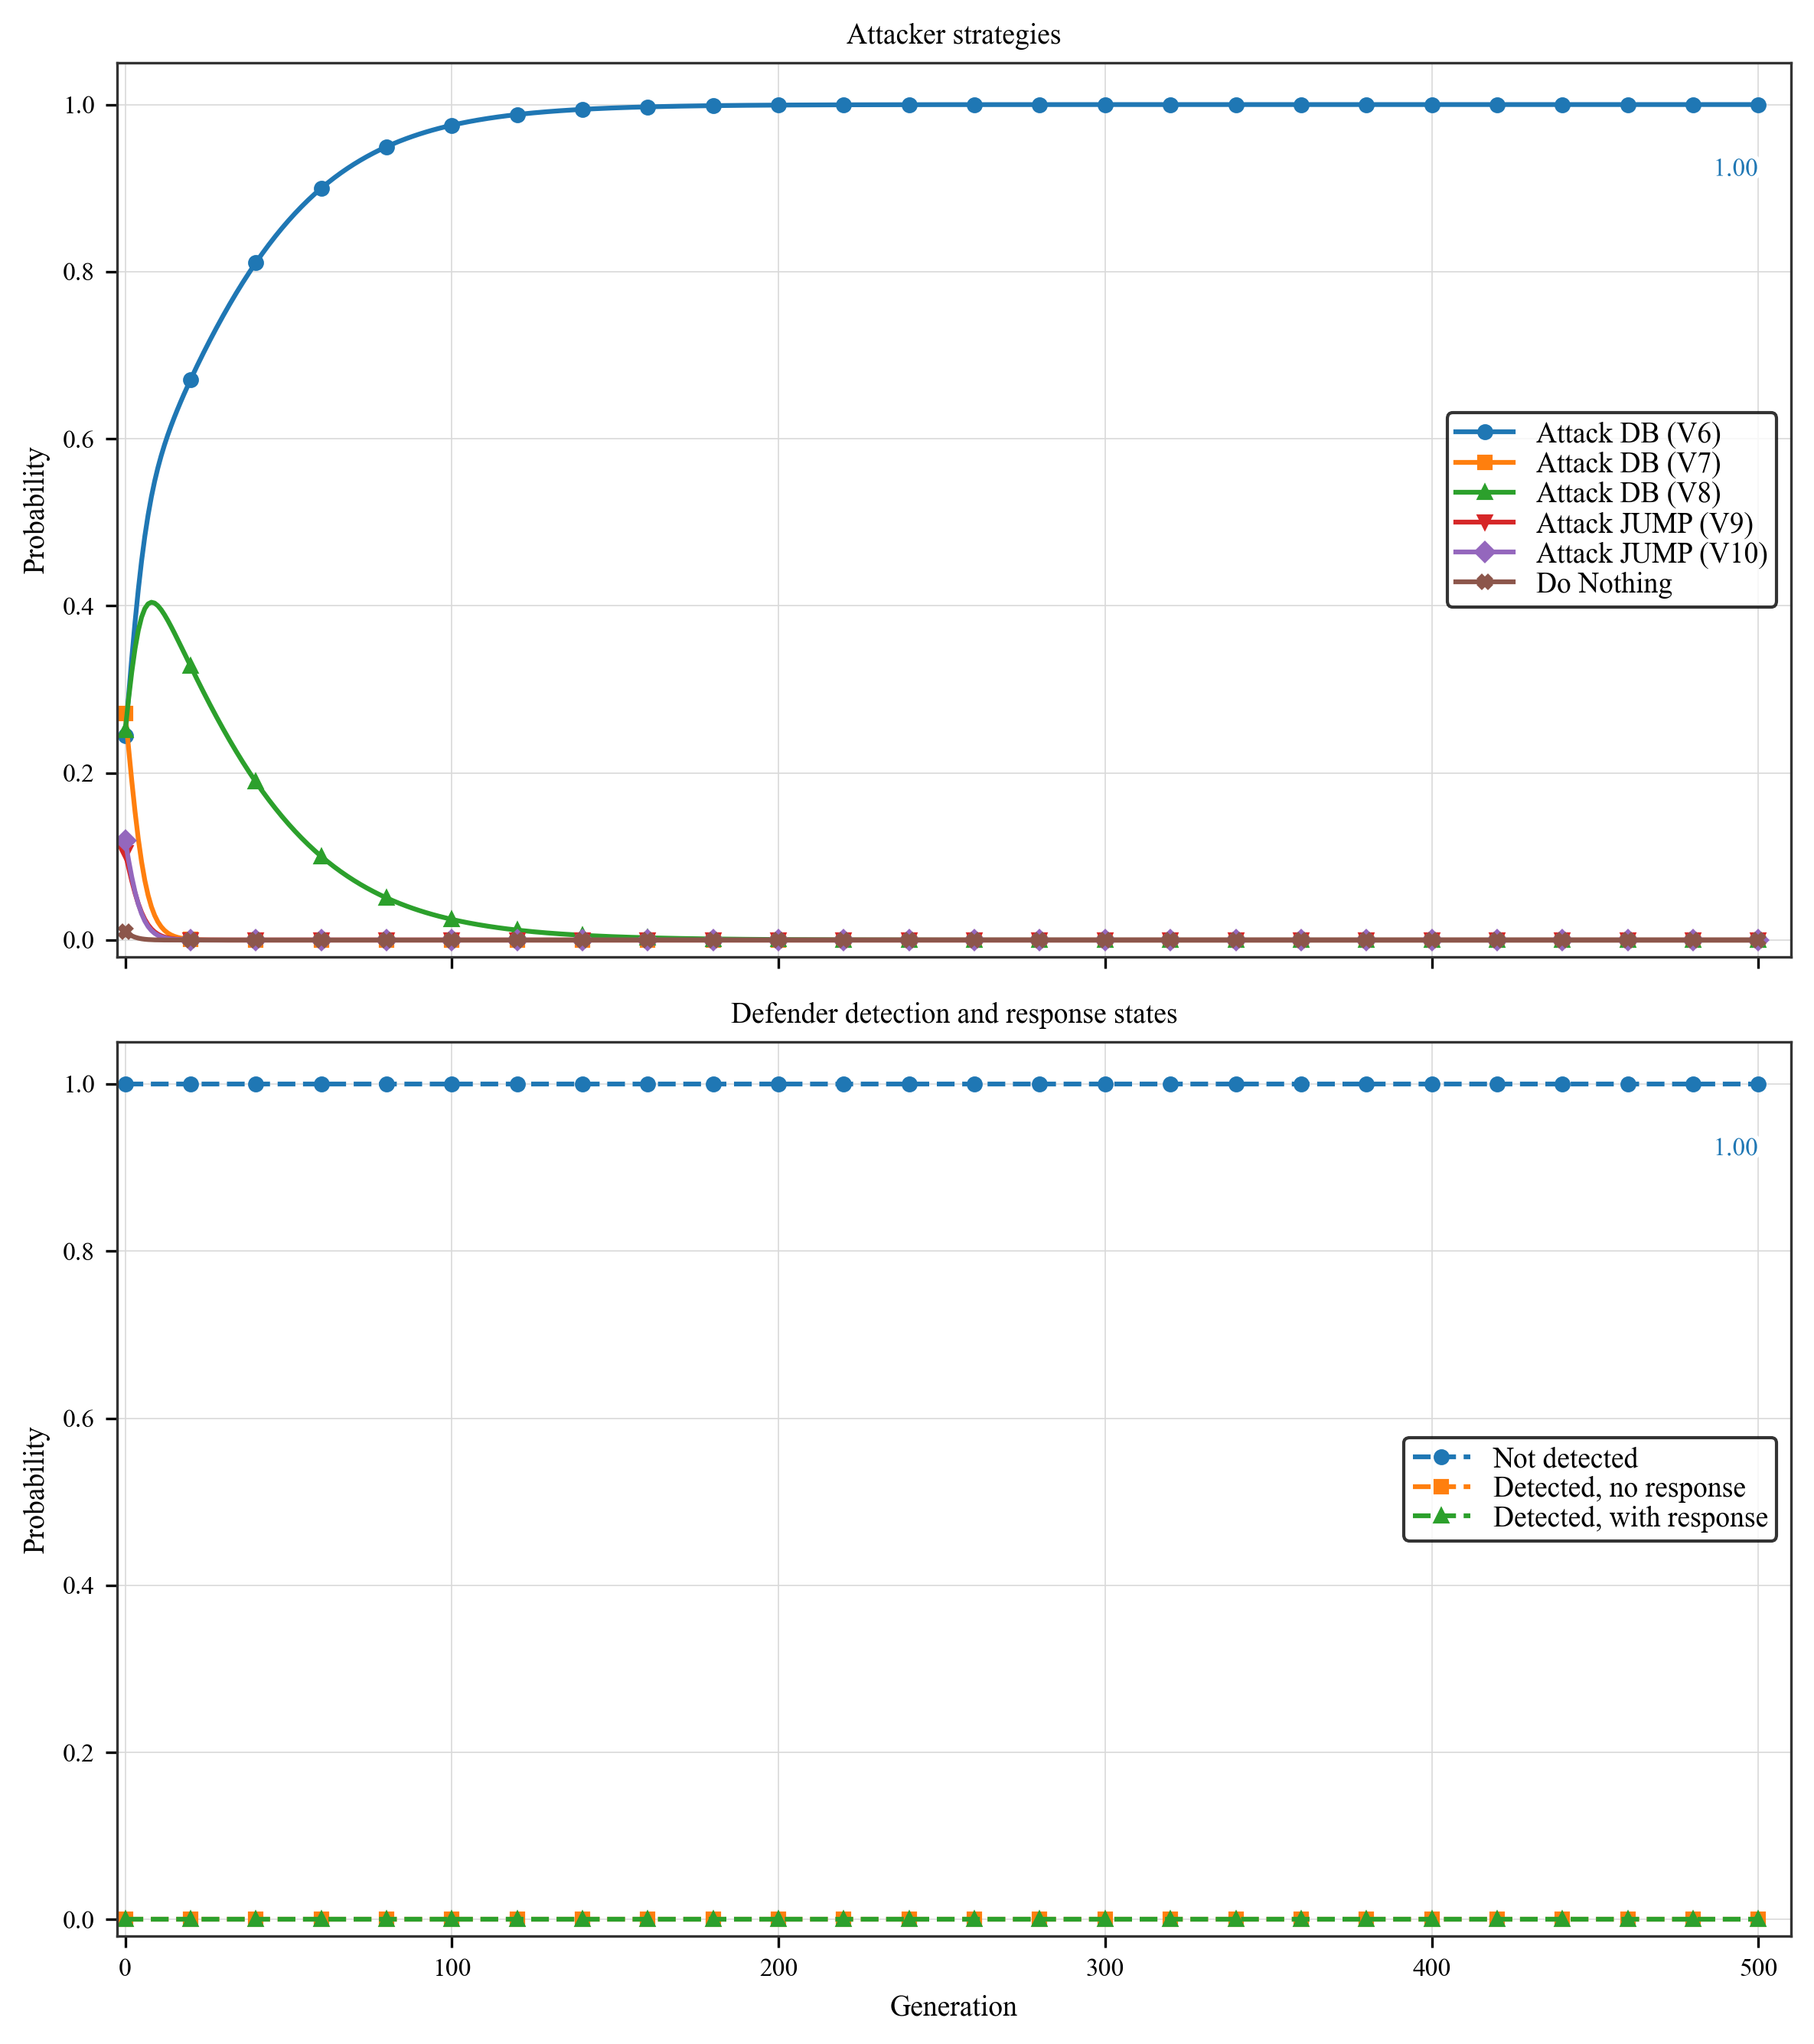 Attacker strategies
1.0
0.8
0.6
0.4
0.2
0.0
Probability
1.00
Attack DB (V6)
Attack DB (V7)
Attack DB (V8)
Attack JUMP (V9)
Attack JUMP (V10)
Do Nothing
Defender detection and response states
1.0
0.8
0.6
0.4
0.2
0.0
Probability
1.00
Not detected
Detected, no response
Detected, with response
0 100 200 300 400 500
Generation